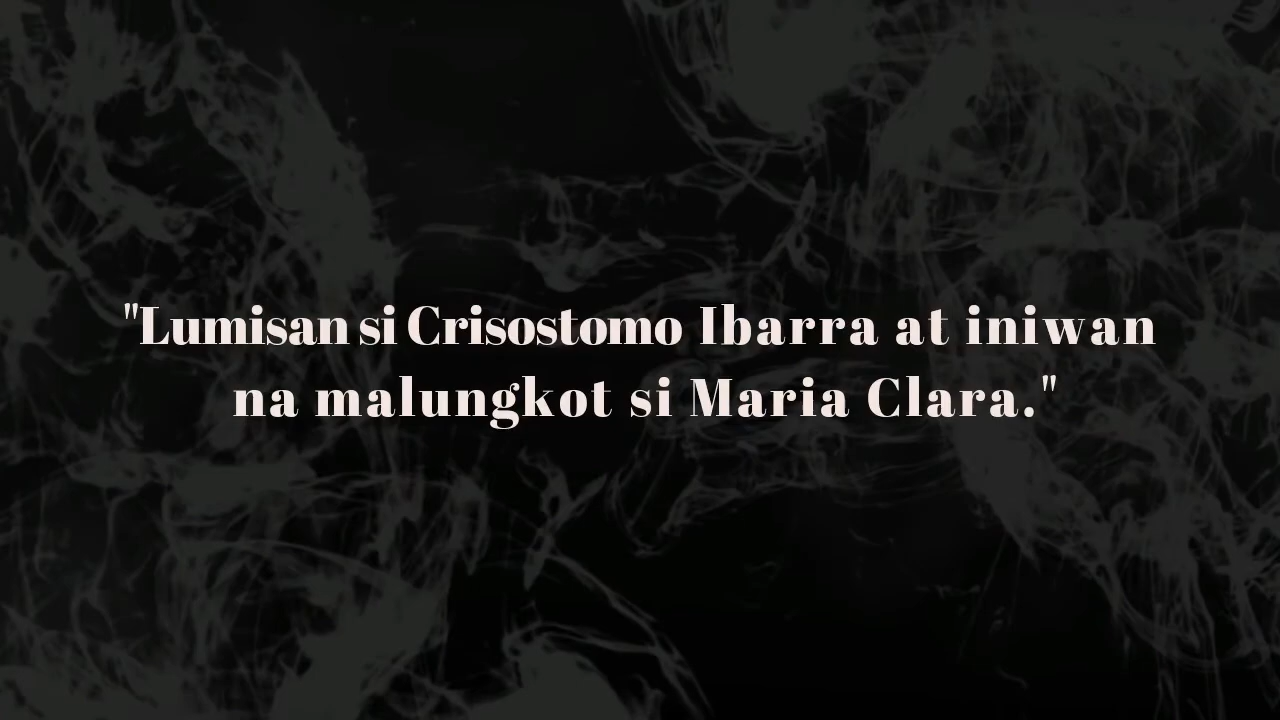 "Lumisan si Crisostomo Ibarra at iniwan
na malungkot si Maria Clara."